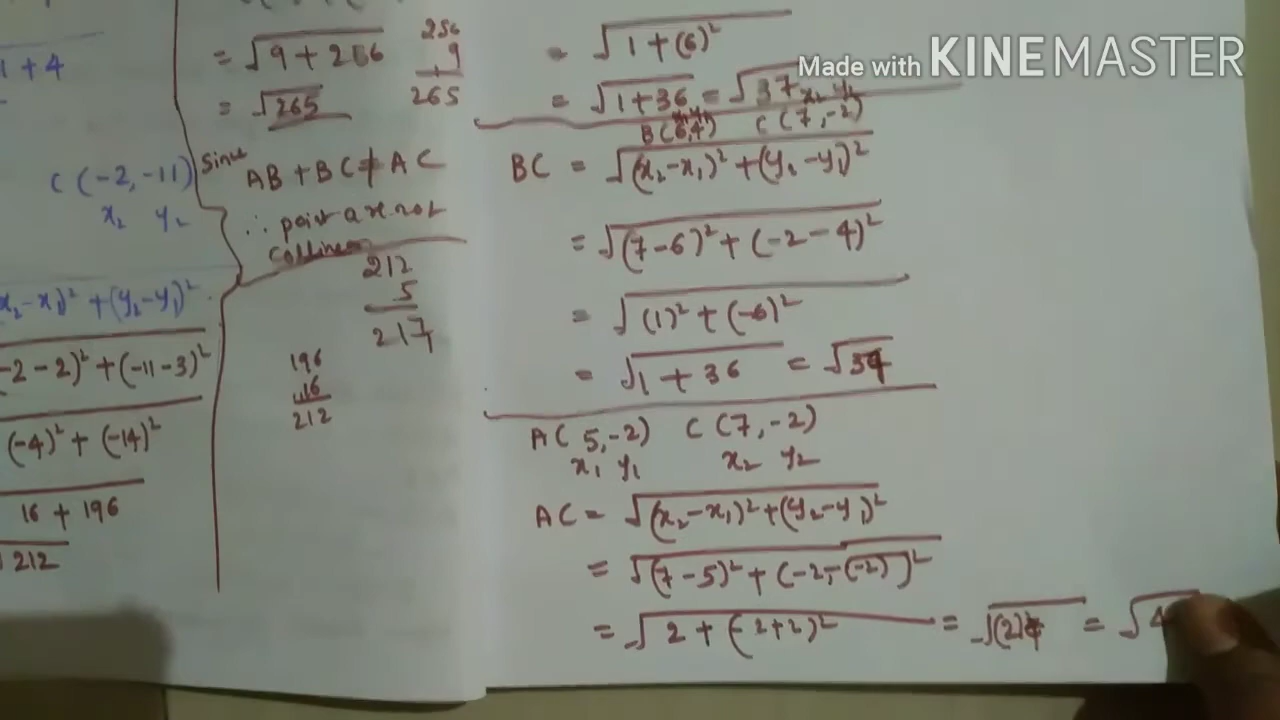 1 + 4
C (-2, -11)
x₂ y₂
x₂-x₁)² + (y₂-y₁)²
-2-2)² + (-11-3)²
(-4)² + (-14)²
16 + 196
212
= √9 + 256
= √265
256
9
+
265
Since
AB + BC ≠ AC
∴ point are not
collinear
212
5
217
196
16
212
= √1 + (6)²
= √1+36 = √37
x₂ y₂
B(6,4) C (7,-2)
BC = √(x₂-x₁)² + (y₂-y₁)²
= √(7-6)² + (-2-4)²
= √(1)² + (-6)²
= √1 + 36 = √37
A( 5,-2) C (7,-2)
x₁ y₁ x₂ y₂
AC = √(x₂-x₁)² + (y₂-y₁)²
= √(7-5)² + (-2-(-2))²
= √2 + (-2+2)² = √(2)² = √4
Made with KINEMASTER